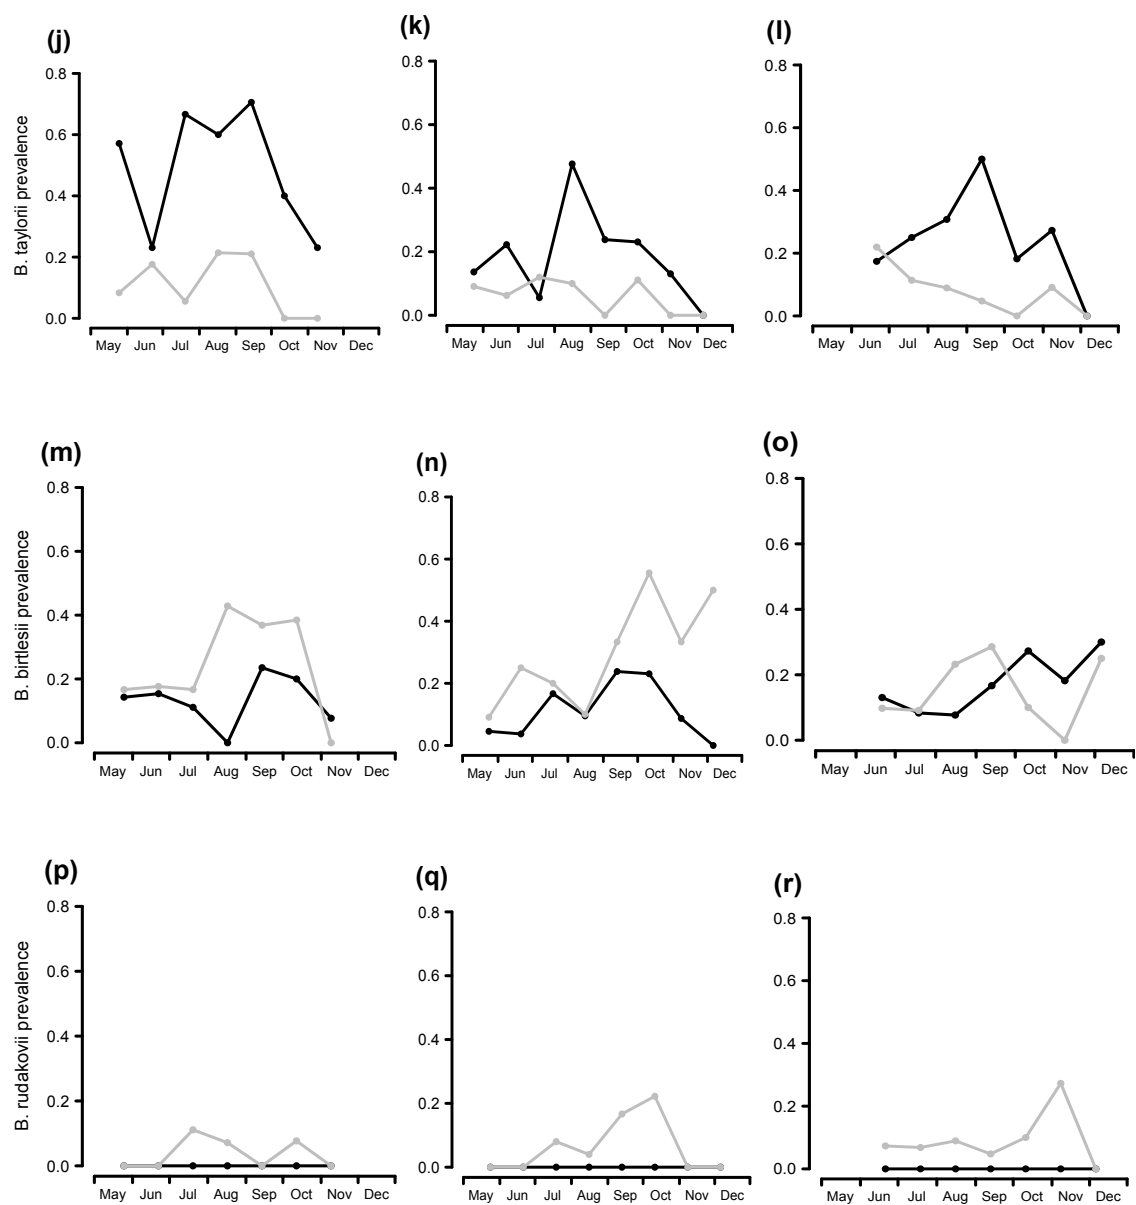 (j) (k) (l)
B. taylorii prevalence
0.8 0.8 0.8
0.6 0.6 0.6
0.4 0.4 0.4
0.2 0.2 0.2
0.0 0.0 0.0
May Jun Jul Aug Sep Oct Nov Dec May Jun Jul Aug Sep Oct Nov Dec May Jun Jul Aug Sep Oct Nov Dec
(m) (n) (o)
B. birtlesii prevalence
0.8 0.8 0.8
0.6 0.6 0.6
0.4 0.4 0.4
0.2 0.2 0.2
0.0 0.0 0.0
May Jun Jul Aug Sep Oct Nov Dec May Jun Jul Aug Sep Oct Nov Dec May Jun Jul Aug Sep Oct Nov Dec
(p) (q) (r)
B. rudakovii prevalence
0.8 0.8 0.8
0.6 0.6 0.6
0.4 0.4 0.4
0.2 0.2 0.2
0.0 0.0 0.0
May Jun Jul Aug Sep Oct Nov Dec May Jun Jul Aug Sep Oct Nov Dec May Jun Jul Aug Sep Oct Nov Dec